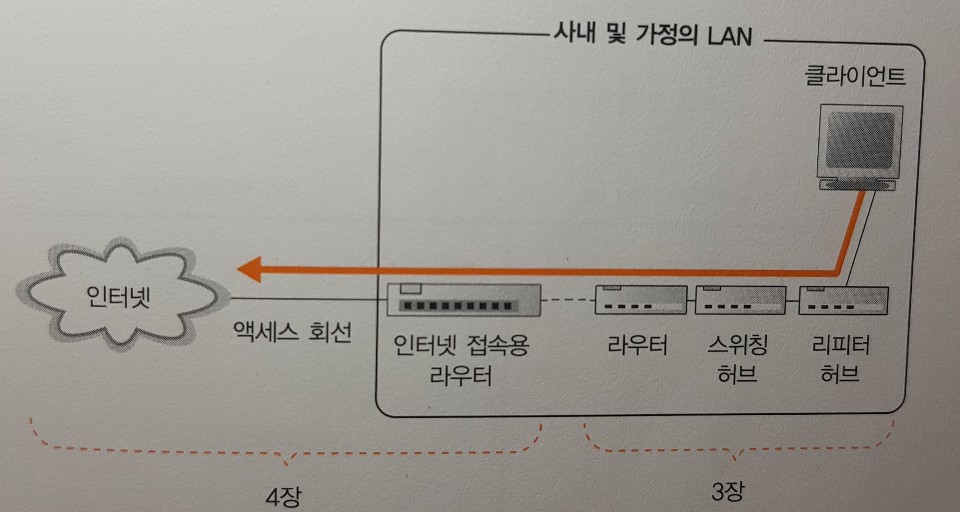 사내 및 가정의 LAN
클라이언트
인터넷
액세스 회선
인터넷 접속용
라우터
라우터
스위칭
허브
리피터
허브
4장
3장